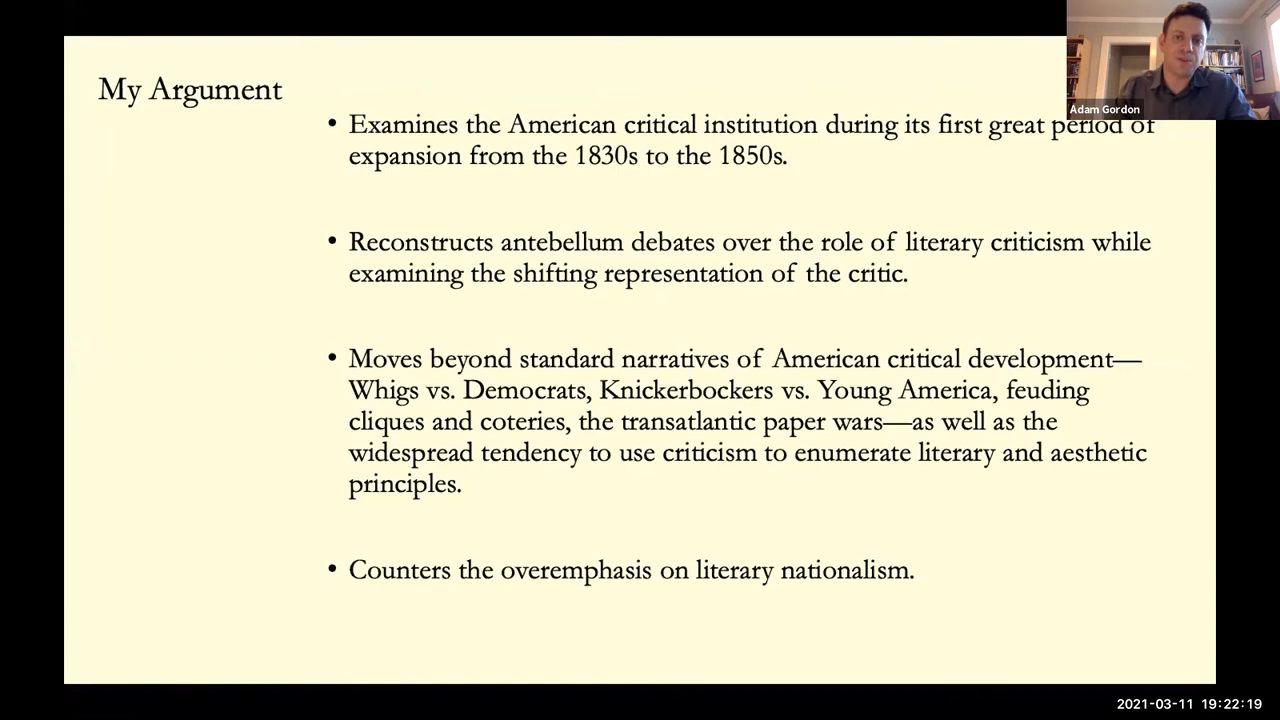 Adam Gordon
My Argument
• Examines the American critical institution during its first great period of
expansion from the 1830s to the 1850s.
• Reconstructs antebellum debates over the role of literary criticism while
examining the shifting representation of the critic.
• Moves beyond standard narratives of American critical development—
Whigs vs. Democrats, Knickerbockers vs. Young America, feuding
cliques and coteries, the transatlantic paper wars—as well as the
widespread tendency to use criticism to enumerate literary and aesthetic
principles.
• Counters the overemphasis on literary nationalism.
2021-03-11 19:22:19